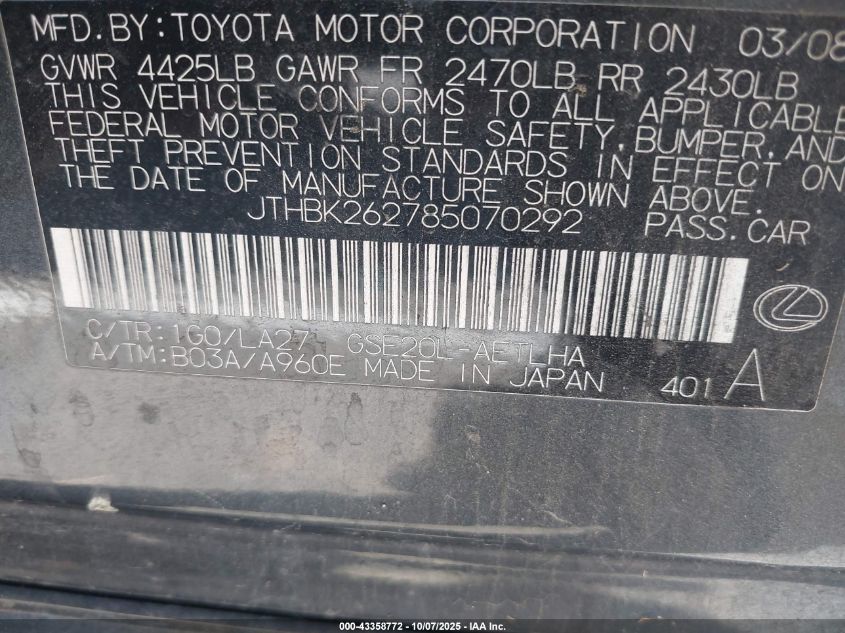 MFD.BY:TOYOTA MOTOR CORPORATION 03/08
GVWR 4425LB GAWR FR 2470LB RR 2430LB
THIS VEHICLE CONFORMS TO ALL APPLICABLE
FEDERAL MOTOR VEHICLE SAFETY,BUMPER,AND
THEFT PREVENTION STANDARDS IN EFFECT ON
THE DATE OF MANUFACTURE SHOWN ABOVE.
JTHBK262785070292 PASS.CAR
C/TR:1G0/LA27 GSE20L-AETLHA
A/TM:B03A/A960E MADE IN JAPAN 401 A
000-43358772 - 10/07/2025 - IAA Inc.